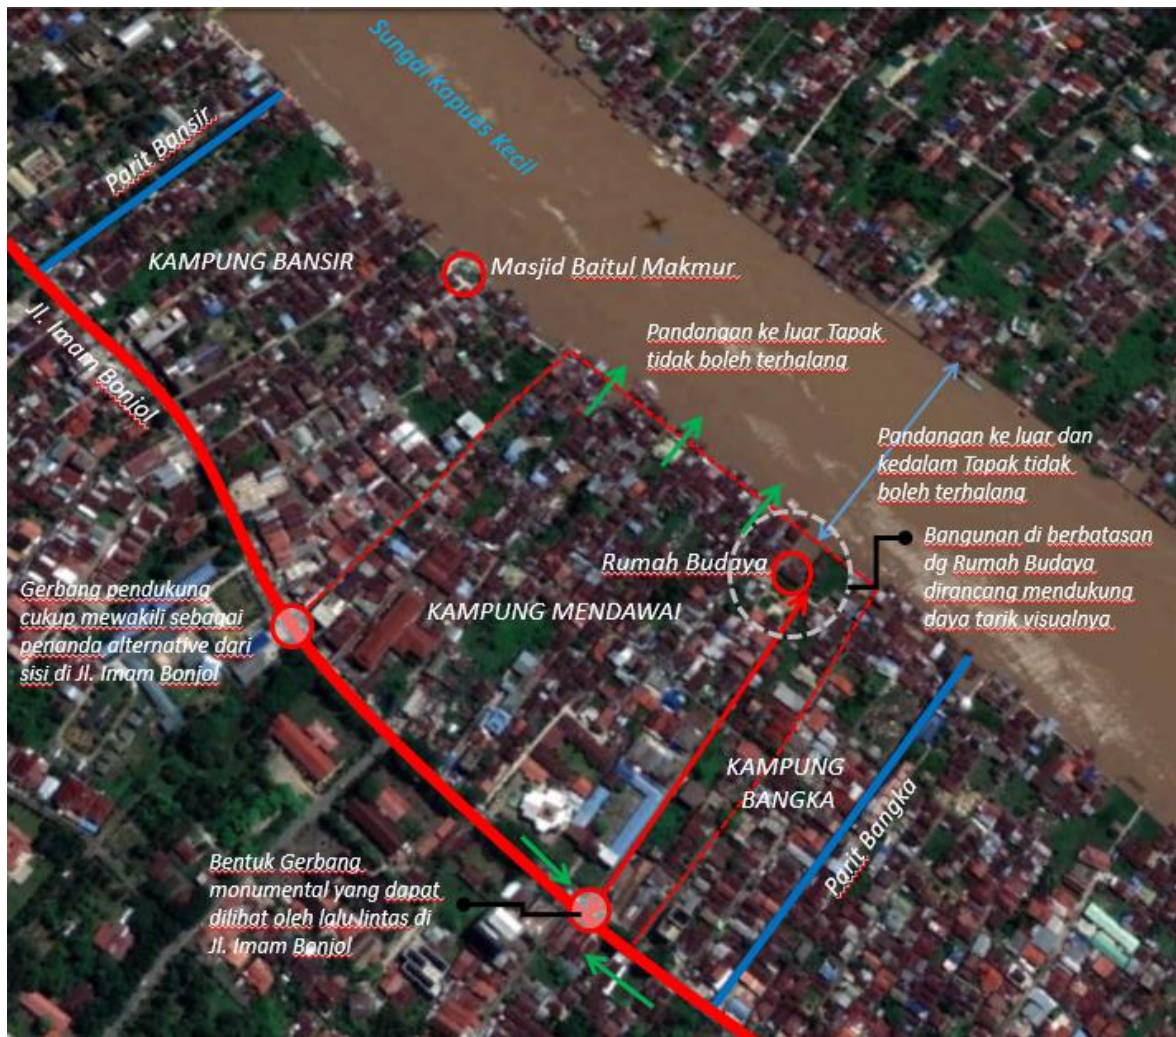 Sungai Kapuas Kecil
Parit Bansir
KAMPUNG BANSIR
Masjid Baitul Makmur
Jl. Imam Bonjol
Pandangan ke luar Tapak
tidak boleh terhalang
Pandangan ke luar dan
kedalam Tapak tidak
boleh terhalang
Rumah Budaya
Bangunan di berbatasan
dg Rumah Budaya
dirancang mendukung
daya tarik visualnya
Gerbang pendukung
cukup mewakili sebagai
penanda alternative dari
sisi di Jl. Imam Bonjol
KAMPUNG MENDAWAI
KAMPUNG
BANGKA
Parit Bangka
Bentuk Gerbang
monumental yang dapat
dilihat oleh lalu lintas di
Jl. Imam Bonjol